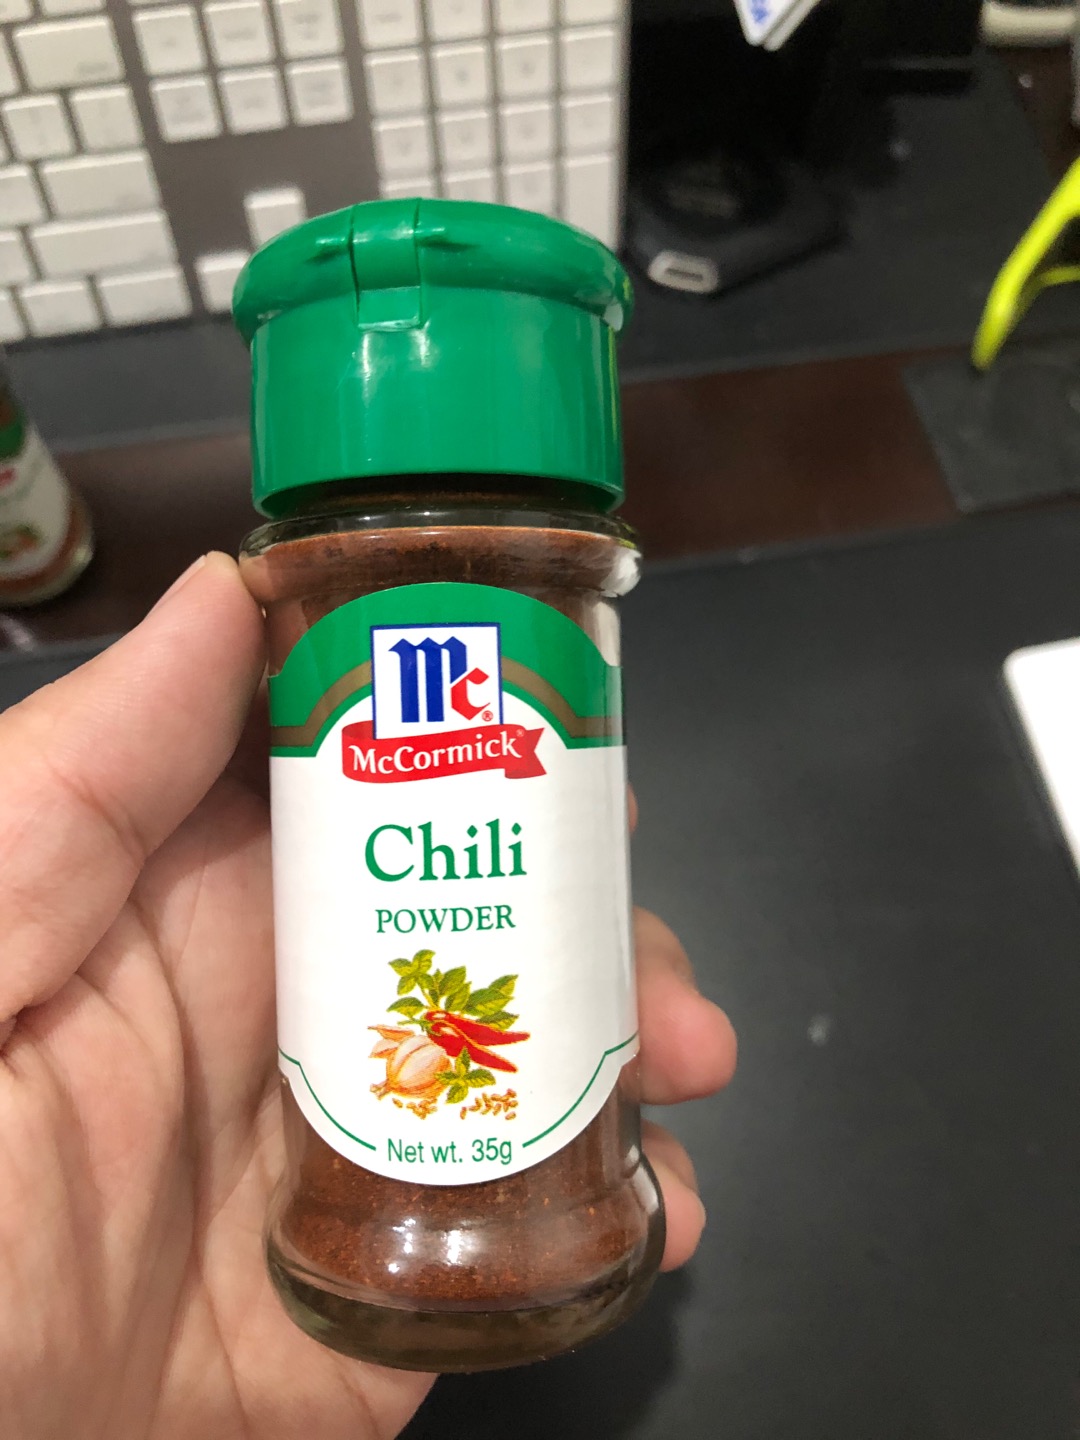 Mc®
McCormick®
Chili
POWDER
Net wt. 35g